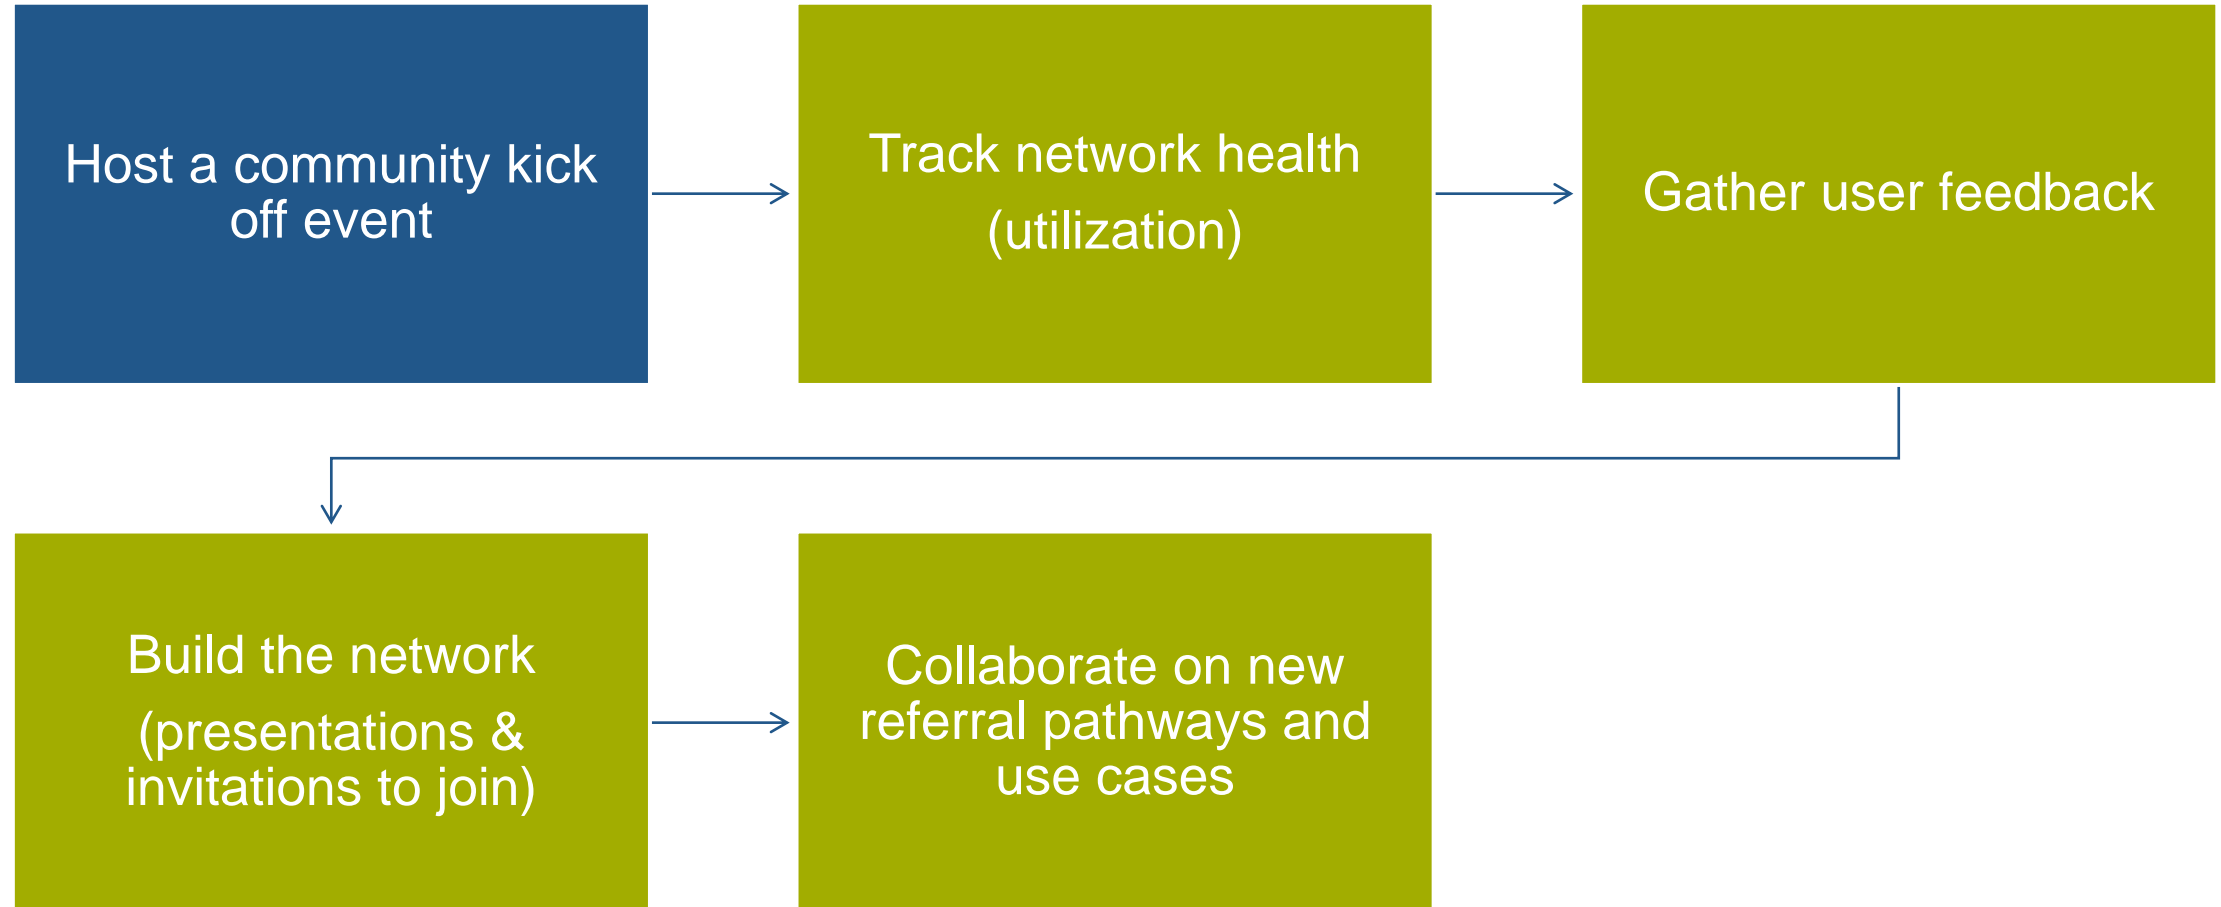 Host a community kick
off event
Track network health
(utilization)
Gather user feedback
Build the network
(presentations &
invitations to join)
Collaborate on new
referral pathways and
use cases